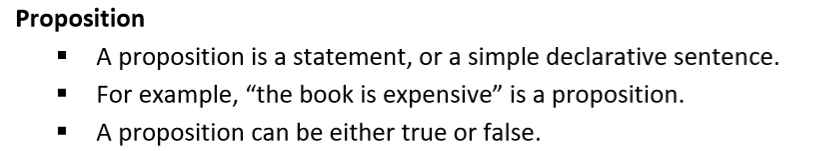 Proposition
▪ A proposition is a statement, or a simple declarative sentence.
▪ For example, “the book is expensive” is a proposition.
▪ A proposition can be either true or false.